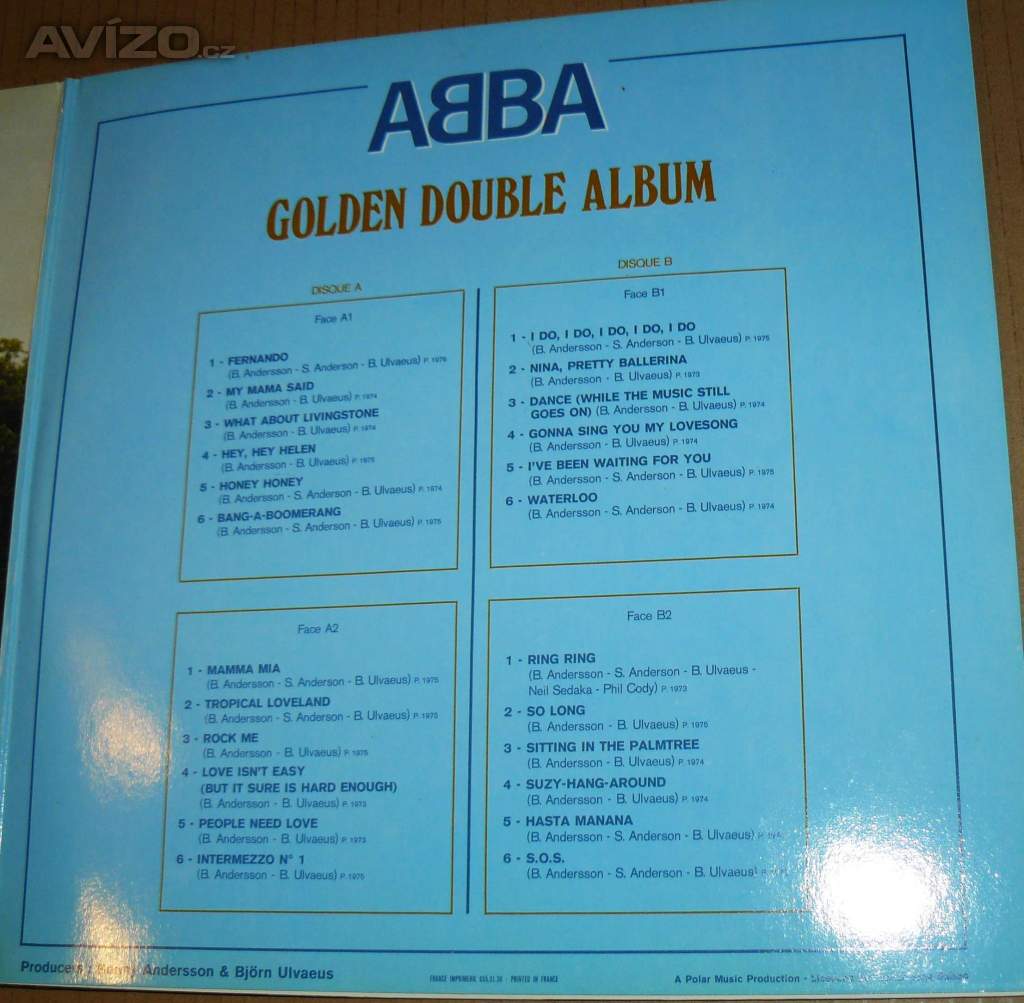 AVÍZO.cz
ABBA
GOLDEN DOUBLE ALBUM
DISQUE A
Face A1
1 - FERNANDO
(B. Andersson - S. Anderson - B. Ulvaeus) P. 1976
2 - MY MAMA SAID
(B. Andersson - B. Ulvaeus) P. 1974
3 - WHAT ABOUT LIVINGSTONE
(B. Andersson - B. Ulvaeus) P. 1974
4 - HEY, HEY HELEN
(B. Andersson - B. Ulvaeus) P. 1975
5 - HONEY HONEY
(B. Andersson - S. Anderson - B. Ulvaeus) P. 1974
6 - BANG-A-BOOMERANG
(B. Andersson - S. Anderson - B. Ulvaeus) P. 1975
Face A2
1 - MAMMA MIA
(B. Andersson - S. Anderson - B. Ulvaeus) P. 1975
2 - TROPICAL LOVELAND
(B. Andersson - S. Anderson - B. Ulvaeus) P. 1975
3 - ROCK ME
(B. Andersson - B. Ulvaeus) P. 1975
4 - LOVE ISN'T EASY
(BUT IT SURE IS HARD ENOUGH)
(B. Andersson - B. Ulvaeus) P. 1973
5 - PEOPLE NEED LOVE
(B. Andersson - B. Ulvaeus) P. 1973
6 - INTERMEZZO N° 1
(B. Andersson - B. Ulvaeus) P. 1975
DISQUE B
Face B1
1 - I DO, I DO, I DO, I DO, I DO
(B. Andersson - S. Anderson - B. Ulvaeus) P. 1975
2 - NINA, PRETTY BALLERINA
(B. Andersson - B. Ulvaeus) P. 1973
3 - DANCE (WHILE THE MUSIC STILL
GOES ON) (B. Andersson - B. Ulvaeus) P. 1974
4 - GONNA SING YOU MY LOVESONG
(B. Andersson - B. Ulvaeus) P. 1974
5 - I'VE BEEN WAITING FOR YOU
(B. Andersson - S. Anderson - B. Ulvaeus) P. 1975
6 - WATERLOO
(B. Andersson - S. Anderson - B. Ulvaeus) P. 1974
Face B2
1 - RING RING
(B. Andersson - S. Anderson - B. Ulvaeus -
Neil Sedaka - Phil Cody) P. 1973
2 - SO LONG
(B. Andersson - B. Ulvaeus) P. 1975
3 - SITTING IN THE PALMTREE
(B. Andersson - B. Ulvaeus) P. 1974
4 - SUZY-HANG-AROUND
(B. Andersson - B. Ulvaeus) P. 1974
5 - HASTA MANANA
(B. Andersson - S. Anderson - B. Ulvaeus) P.
6 - S.O.S.
(B. Andersson - S. Anderson - B. Ulvaeus)
Producers : Benny Andersson & Björn Ulvaeus
PRINTED IN FRANCE
A Polar Music Production -